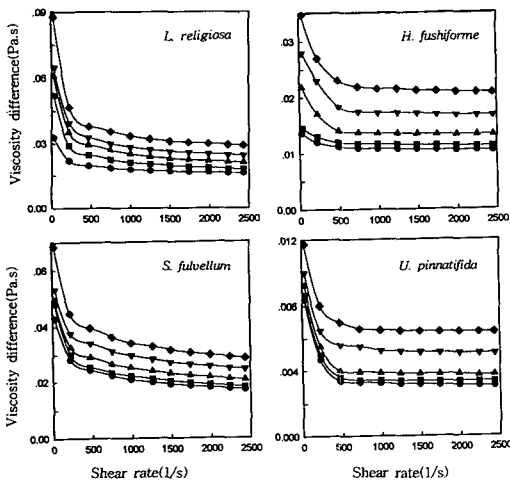 Viscosity difference(Pa.s)
.09
.06
.03
0.00
L. religiosa
0 500 1000 1500 2000 2500
.03
.02
.01
0.00
H. fushiforme
0 500 1000 1500 2000 2500
Viscosity difference(Pa.s)
.06
.04
.02
0.00
S. fulvellum
0 500 1000 1500 2000 2500
Shear rate(1/s)
.012
.008
.004
.000
U. pinnatifida
0 500 1000 1500 2000 2500
Shear rate(1/s)